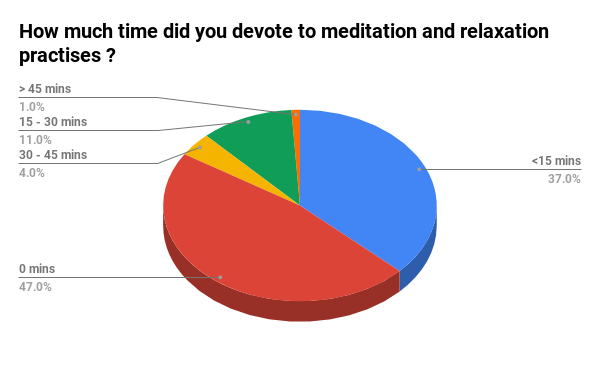 How much time did you devote to meditation and relaxation
practises ?
> 45 mins
1.0%
15 - 30 mins
11.0%
30 - 45 mins
4.0%
<15 mins
37.0%
0 mins
47.0%